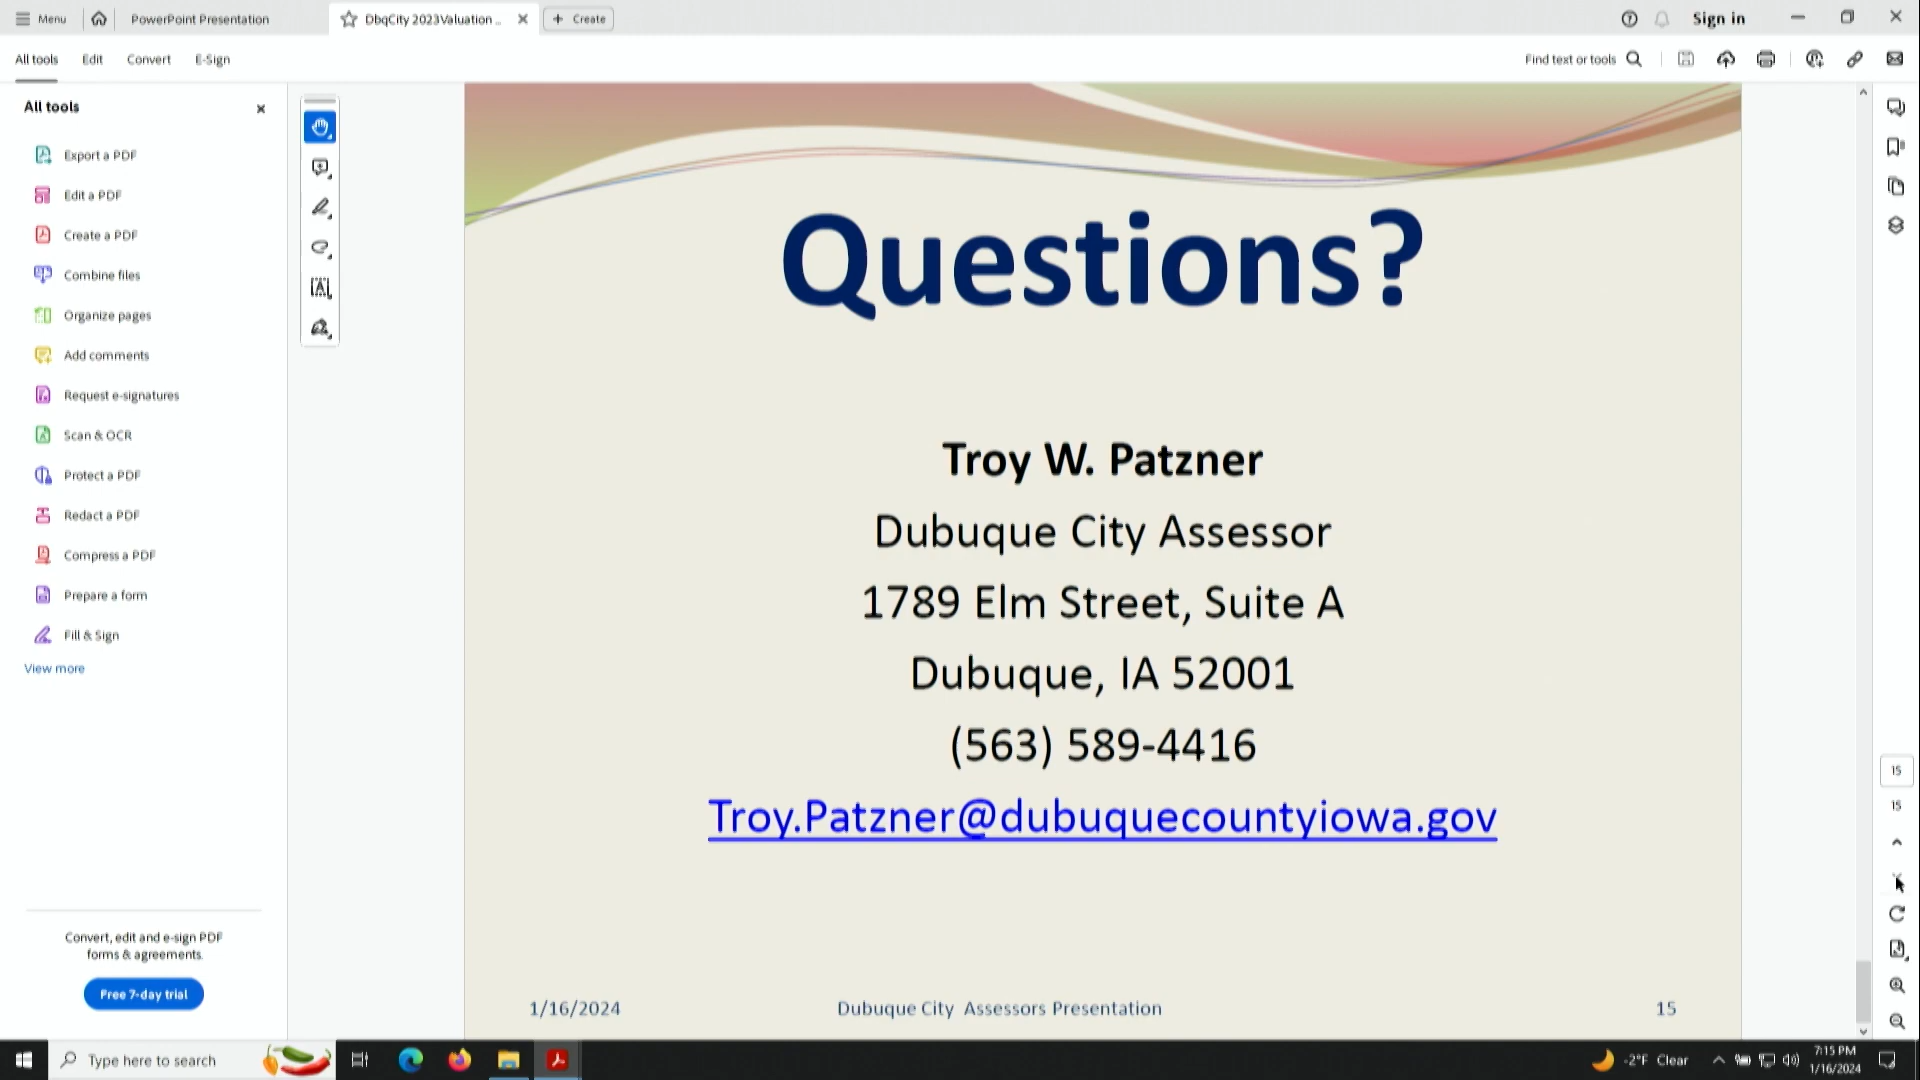 Menu
PowerPoint Presentation
DbqCity 2023Valuation ...
Create
Sign in
All tools
Edit
Convert
E-Sign
Find text or tools
All tools
Export a PDF
Edit a PDF
Create a PDF
Combine files
Organize pages
Add comments
Request e-signatures
Scan & OCR
Protect a PDF
Redact a PDF
Compress a PDF
Prepare a form
Fill & Sign
View more
Convert, edit and e-sign PDF
forms & agreements
Free 7-day trial
Questions?
Troy W. Patzner
Dubuque City Assessor
1789 Elm Street, Suite A
Dubuque, IA 52001
(563) 589-4416
Troy.Patzner@dubuquecountyiowa.gov
1/16/2024
Dubuque City Assessors Presentation
15
15
15
Type here to search
-2°F Clear
7:15 PM
1/16/2024